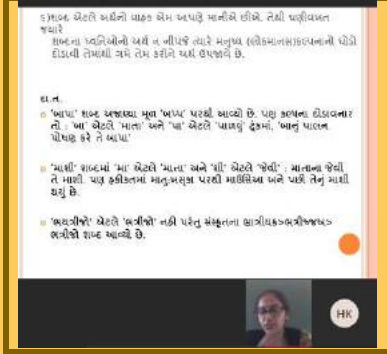 ૬)શબ્દ એટલે અર્થનો વાહક એમ આપણે માનીએ છીએ. તેથી ઘણીવખત
જ્યારે
શબ્દના ધ્વનિઓનો અર્થ ન નીપજે ત્યારે મનુષ્ય (લોકમાનસ)કલ્પનાનો ઘોડી
દોડાવી તેમાંથી ગમે તેમ કરીને અર્થ ઉપજાવે છે.
દા.ત.
'બાપા' શબ્દ અજાણ્યા મૂળ 'બપ્પ' પરથી આવ્યો છે. પણ કલ્પના દોડાવનાર
તો : 'બા' એટલે 'માતા' અને 'પા' એટલે 'પાળવું' ટૂંકમાં, 'બાનું પાલન
પોષણ કરે તે બાપા'
'માશી' શબ્દમાં 'મા' એટલે 'માતા' અને 'શી' એટલે 'જેવી' : માતાના જેવી
તે માશી. પણ હકીકતમાં માતૃ-ષ્વસૃકા પરથી માઉસિઆ અને પછી તેનું માશી
થયું છે.
એટલે 'ભત્રીજો' નહી પરંતુ સંસ્કૃતના ભ્રાત્રીયક>ભત્રીજ્જઅ>
ભત્રીજો શબ્દ આવ્યો છે.
HK